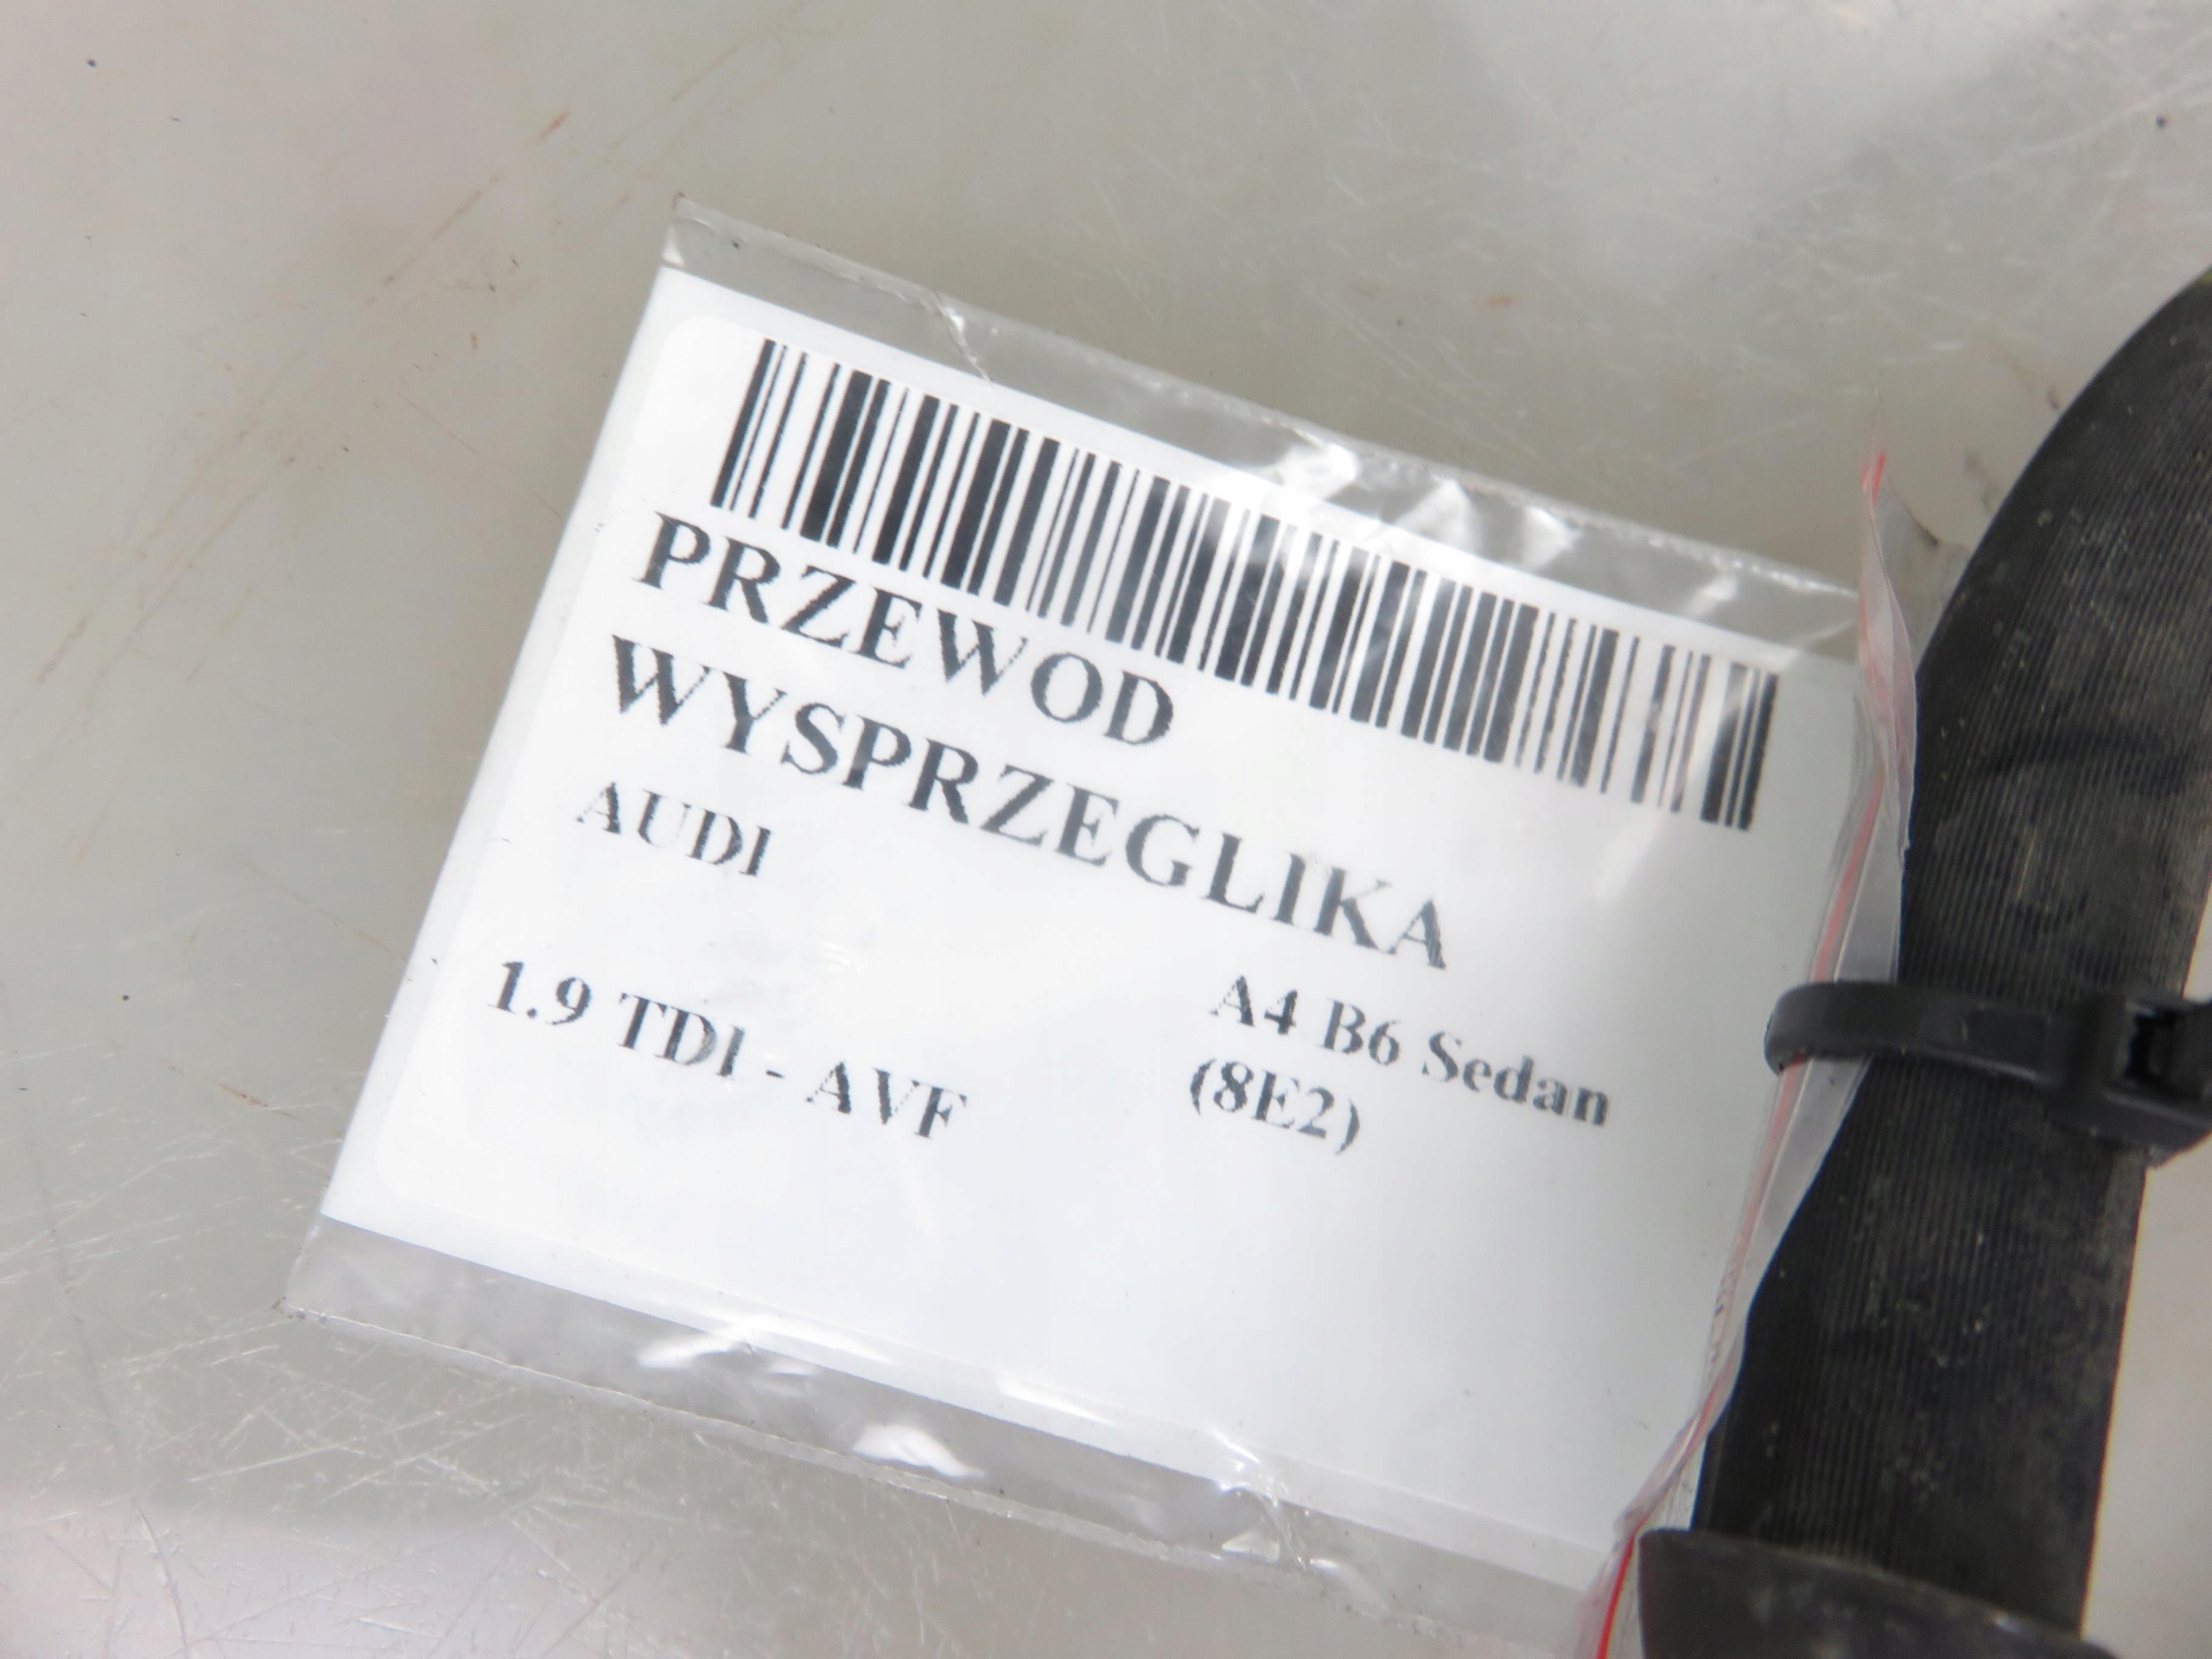 PRZEWOD
WYSPRZEGLIKA
AUDI
A4 B6 Sedan
(8E2)
1.9 TDI - AVF